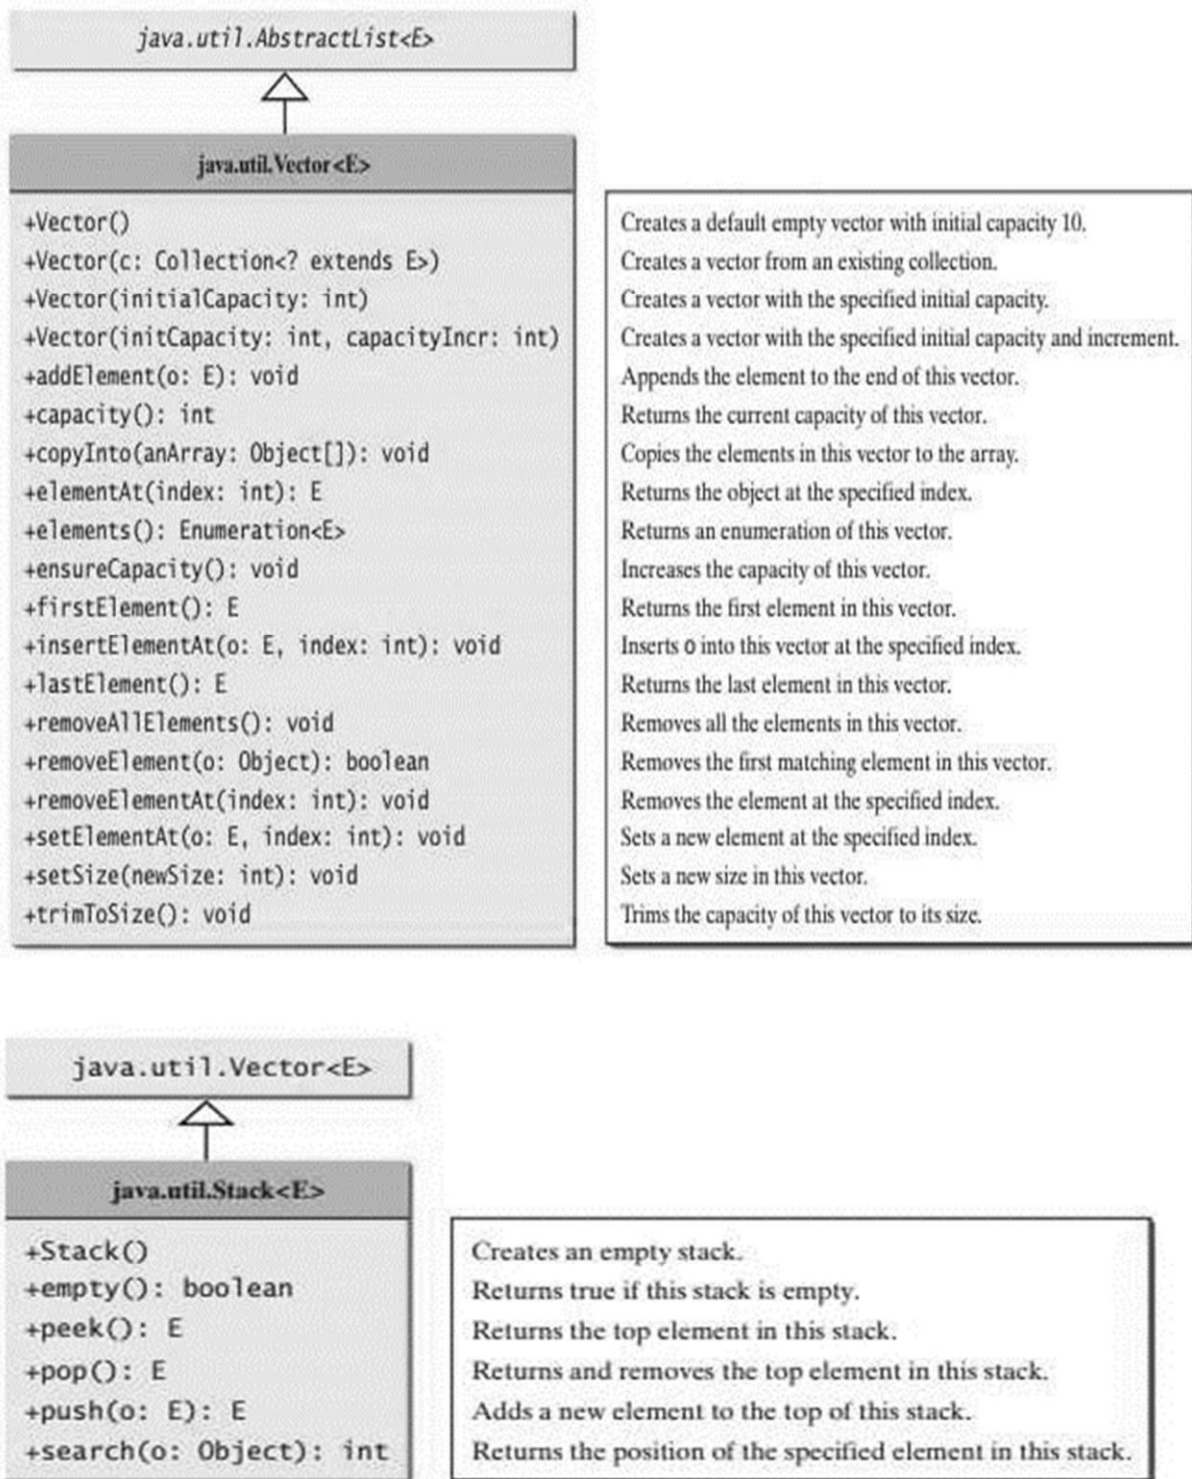 java.util.AbstractList<E>
java.util.Vector<E>
+Vector()
+Vector(c: Collection<? extends E>)
+Vector(initialCapacity: int)
+Vector(initCapacity: int, capacityIncr: int)
+addElement(o: E): void
+capacity(): int
+copyInto(anArray: Object[]): void
+elementAt(index: int): E
+elements(): Enumeration<E>
+ensureCapacity(): void
+firstElement(): E
+insertElementAt(o: E, index: int): void
+lastElement(): E
+removeAllElements(): void
+removeElement(o: Object): boolean
+removeElementAt(index: int): void
+setElementAt(o: E, index: int): void
+setSize(newSize: int): void
+trimToSize(): void
Creates a default empty vector with initial capacity 10.
Creates a vector from an existing collection.
Creates a vector with the specified initial capacity.
Creates a vector with the specified initial capacity and increment.
Appends the element to the end of this vector.
Returns the current capacity of this vector.
Copies the elements in this vector to the array.
Returns the object at the specified index.
Returns an enumeration of this vector.
Increases the capacity of this vector.
Returns the first element in this vector.
Inserts o into this vector at the specified index.
Returns the last element in this vector.
Removes all the elements in this vector.
Removes the first matching element in this vector.
Removes the element at the specified index.
Sets a new element at the specified index.
Sets a new size in this vector.
Trims the capacity of this vector to its size.
java.util.Vector<E>
java.util.Stack<E>
+Stack()
+empty(): boolean
+peek(): E
+pop(): E
+push(o: E): E
+search(o: Object): int
Creates an empty stack.
Returns true if this stack is empty.
Returns the top element in this stack.
Returns and removes the top element in this stack.
Adds a new element to the top of this stack.
Returns the position of the specified element in this stack.